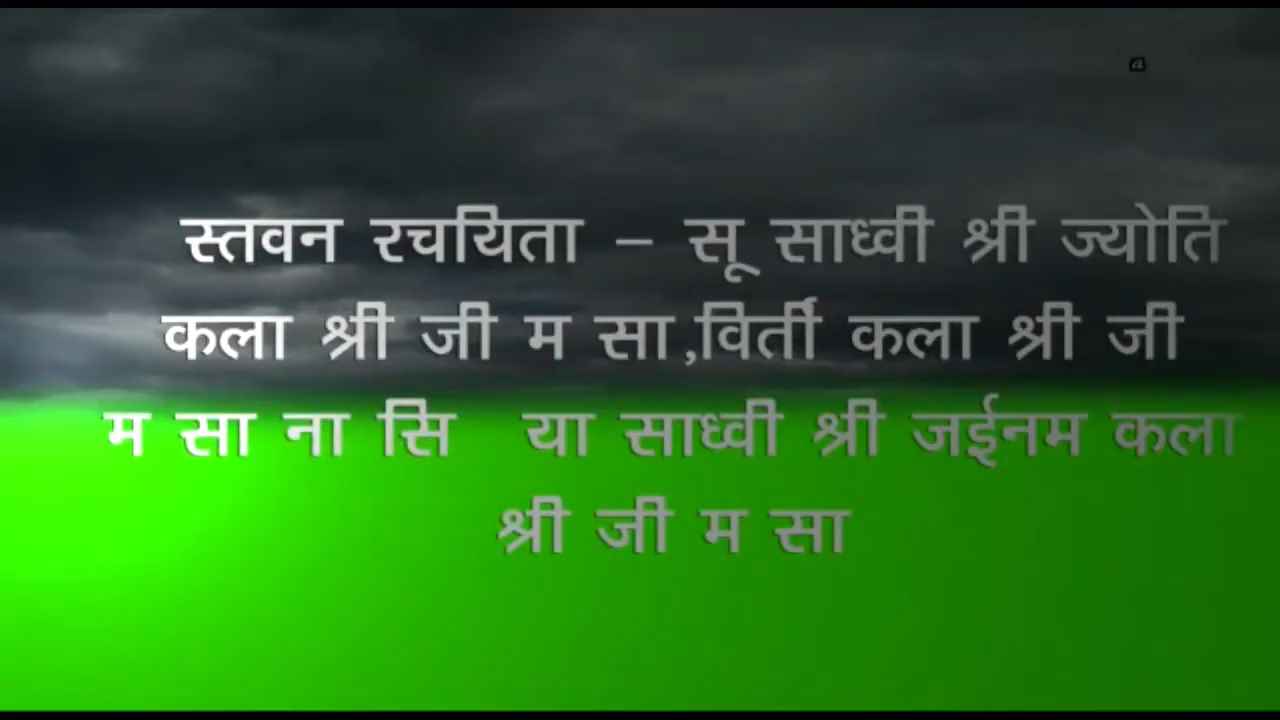 a
स्तवन रचयिता – सू साध्वी श्री ज्योति
कला श्री जी म सा ,विर्ती कला श्री जी
म सा ना सि या साध्वी श्री जईनम कला
श्री जी म सा